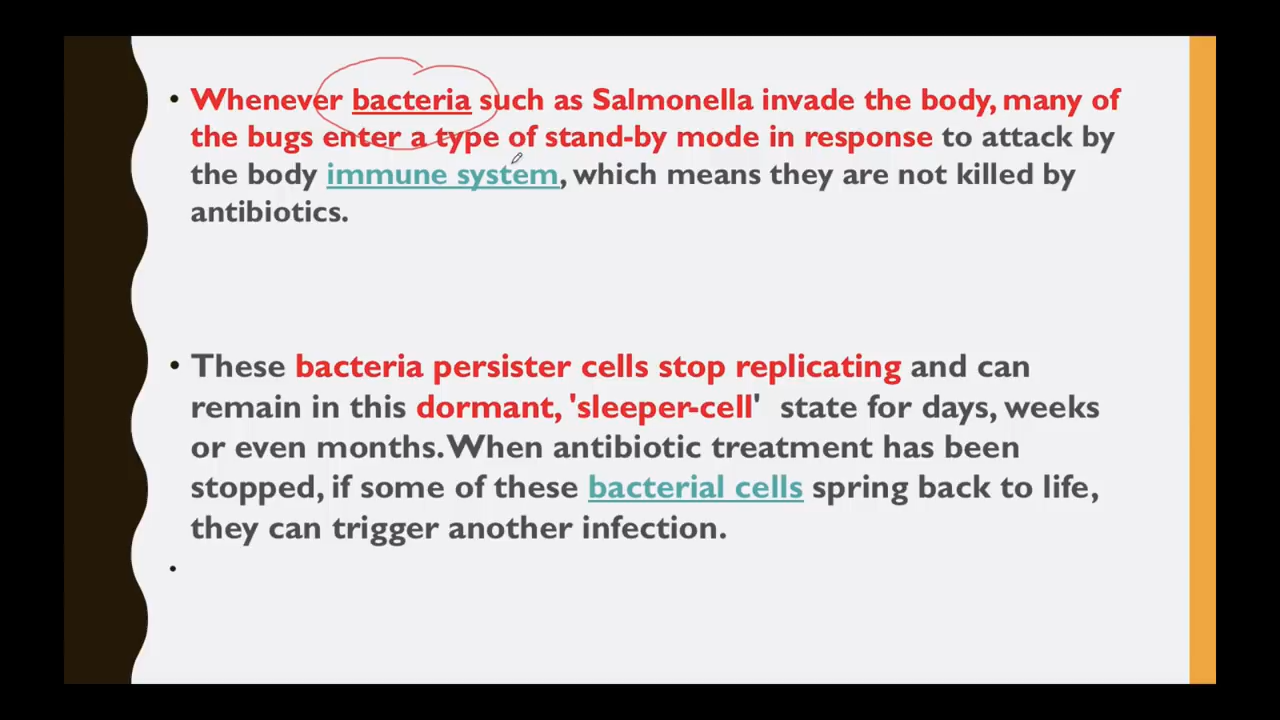 • Whenever bacteria such as Salmonella invade the body, many of
the bugs enter a type of stand-by mode in response to attack by
the body immune system, which means they are not killed by
antibiotics.
• These bacteria persister cells stop replicating and can
remain in this dormant, 'sleeper-cell' state for days, weeks
or even months. When antibiotic treatment has been
stopped, if some of these bacterial cells spring back to life,
they can trigger another infection.
•